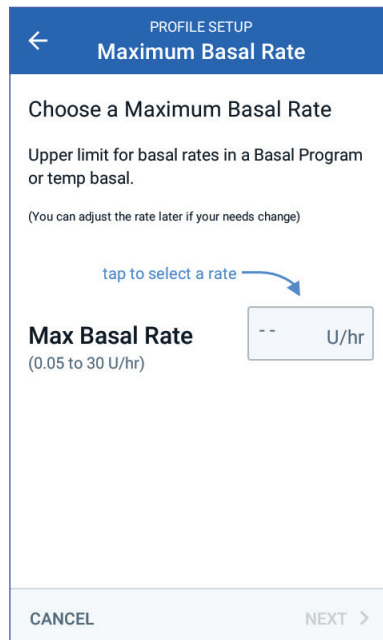 PROFILE SETUP
Maximum Basal Rate
Choose a Maximum Basal Rate
Upper limit for basal rates in a Basal Program
or temp basal.
(You can adjust the rate later if your needs change)
tap to select a rate
Max Basal Rate
-- U/hr
(0.05 to 30 U/hr)
CANCEL
NEXT >